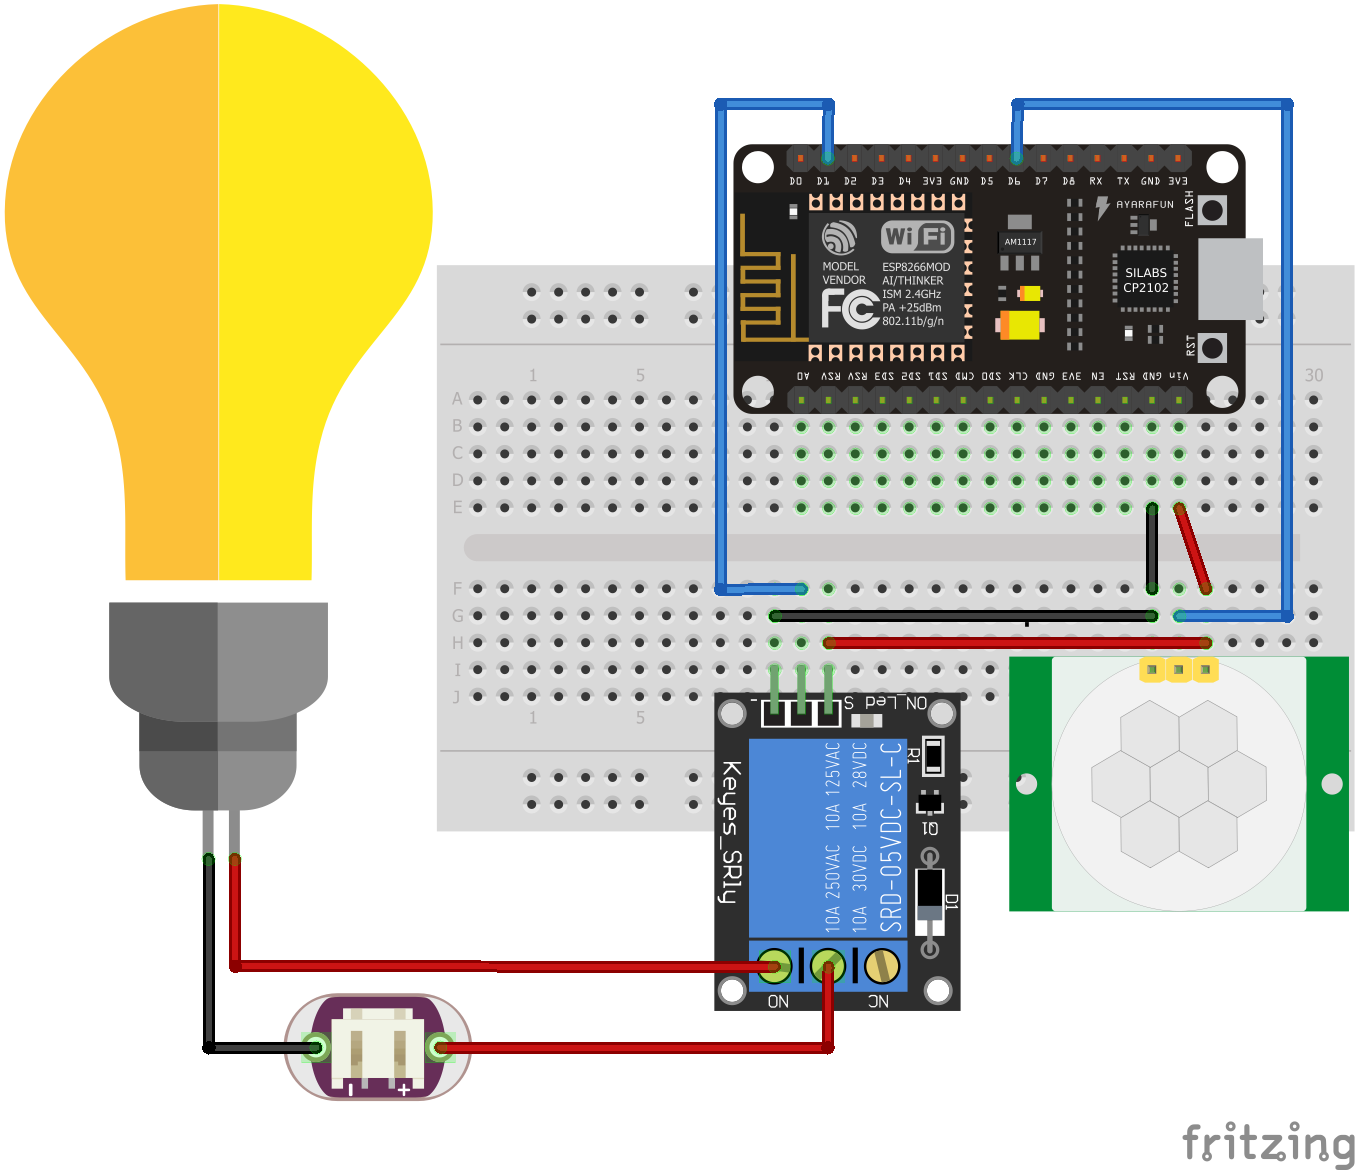 D0 D1 D2 D3 D4 3V3 GND D5 D6 D7 D8 RX TX GND 3V3
AYARAFUN
FLASH
WiFi
AM1117
MODEL
VENDOR
FC
ESP8266MOD
AI/THINKER
ISM 2.4GHz
PA +25dBm
802.11b/g/n
SILABS
CP2102
RST
A0 RSV RSV SD3 SD2 SD1 CMD SD0 CLK GND 3V3 EN RST GND Vin
1 5 30
A
B
C
D
E
F
G
H
I
J
1 5
- S ON_Led
Keyes_SRly
10A 250VAC 10A 125VAC
10A 30VDC 10A 28VDC
SRD-05VDC-SL-C
R1
Q1
D1
NO NC
- +
fritzing